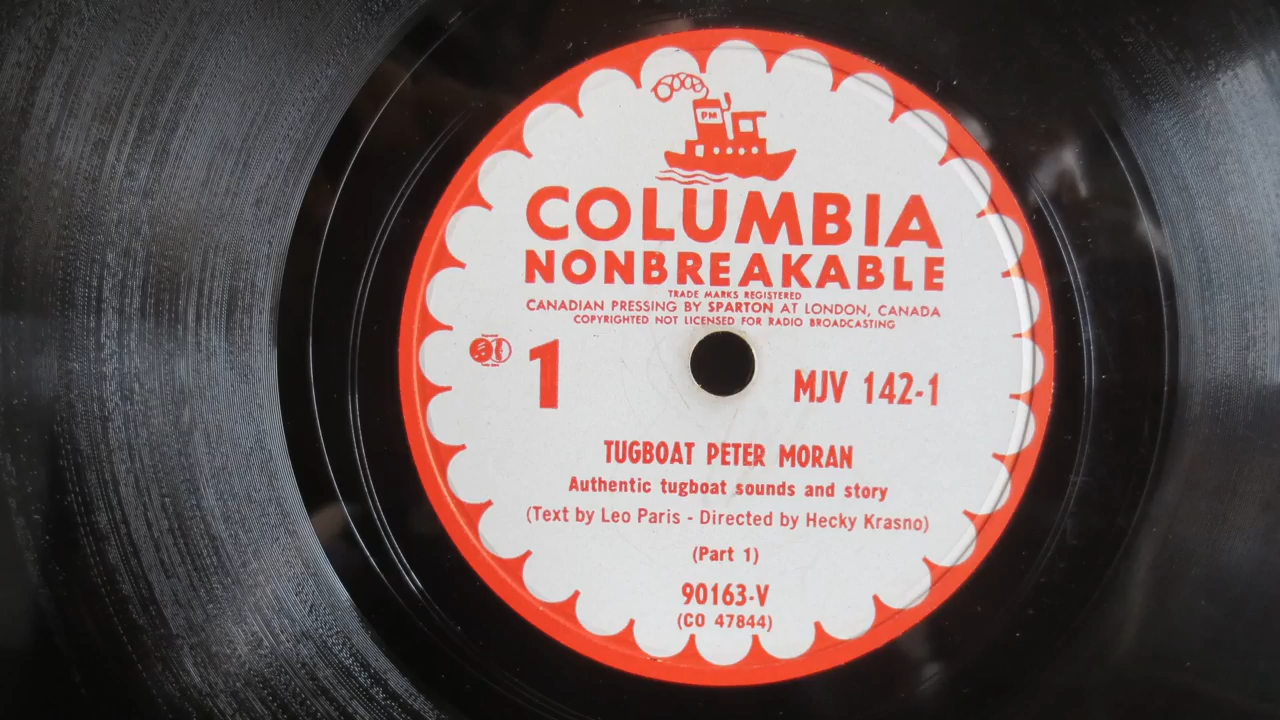 PM
COLUMBIA
NONBREAKABLE
TRADE MARKS REGISTERED
CANADIAN PRESSING BY SPARTON AT LONDON, CANADA
COPYRIGHTED NOT LICENSED FOR RADIO BROADCASTING
1
MJV 142-1
TUGBOAT PETER MORAN
Authentic tugboat sounds and story
(Text by Leo Paris - Directed by Hecky Krasno)
(Part 1)
90163-V
(CO 47844)